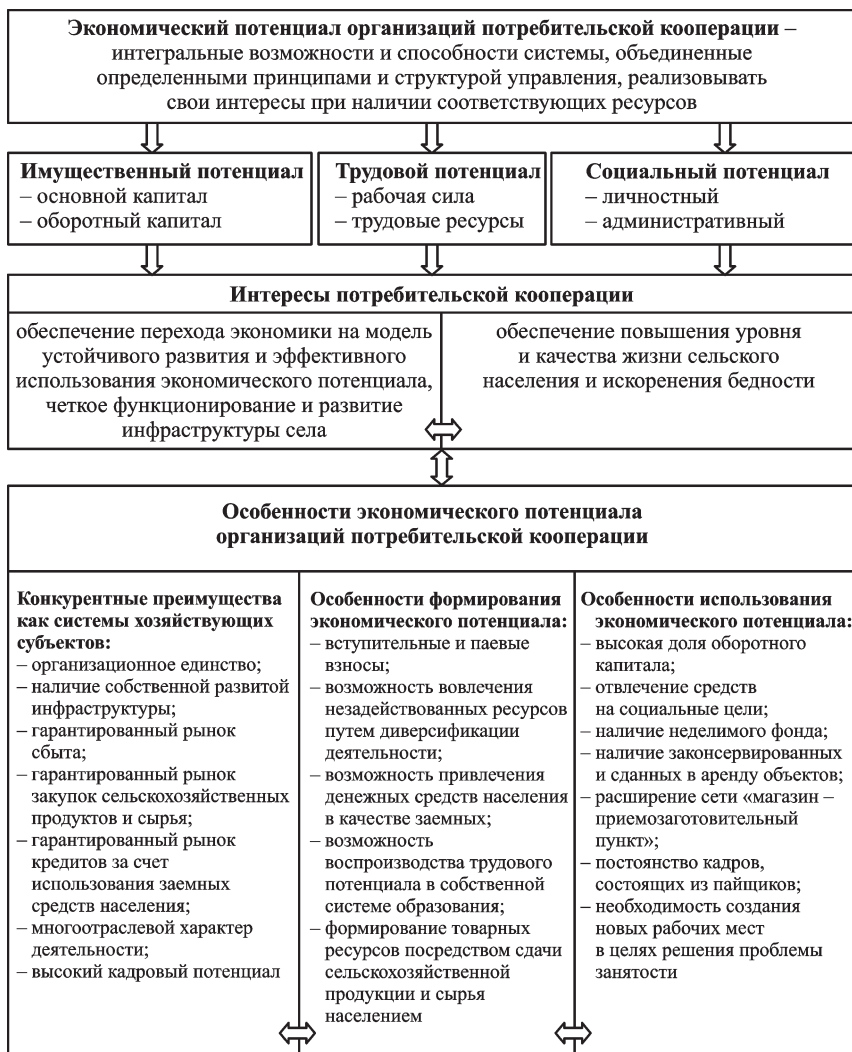 Экономический потенциал организаций потребительской кооперации –
интегральные возможности и способности системы, объединенные
определенными принципами и структурой управления, реализовывать
свои интересы при наличии соответствующих ресурсов
Имущественный потенциал
– основной капитал
– оборотный капитал
Трудовой потенциал
– рабочая сила
– трудовые ресурсы
Социальный потенциал
– личностный
– административный
Интересы потребительской кооперации
обеспечение перехода экономики на модель
устойчивого развития и эффективного
использования экономического потенциала,
четкое функционирование и развитие
инфраструктуры села
обеспечение повышения уровня
и качества жизни сельского
населения и искоренения бедности
Особенности экономического потенциала
организаций потребительской кооперации
Конкурентные преимущества
как системы хозяйствующих
субъектов:
– организационное единство;
– наличие собственной развитой
инфраструктуры;
– гарантированный рынок
сбыта;
– гарантированный рынок
закупок сельскохозяйственных
продуктов и сырья;
– гарантированный рынок
кредитов за счет
использования заемных
средств населения;
– многоотраслевой характер
деятельности;
– высокий кадровый потенциал
Особенности формирования
экономического потенциала:
– вступительные и паевые
взносы;
– возможность вовлечения
незадействованных ресурсов
путем диверсификации
деятельности;
– возможность привлечения
денежных средств населения
в качестве заемных;
– возможность
воспроизводства трудового
потенциала в собственной
системе образования;
– формирование товарных
ресурсов посредством сдачи
сельскохозяйственной
продукции и сырья
населением
Особенности использования
экономического потенциала:
– высокая доля оборотного
капитала;
– отвлечение средств
на социальные цели;
– наличие неделимого фонда;
– наличие законсервированных
и сданных в аренду объектов;
– расширение сети «магазин –
приемозаготовительный
пункт»;
– постоянство кадров,
состоящих из пайщиков;
– необходимость создания
новых рабочих мест
в целях решения проблемы
занятости